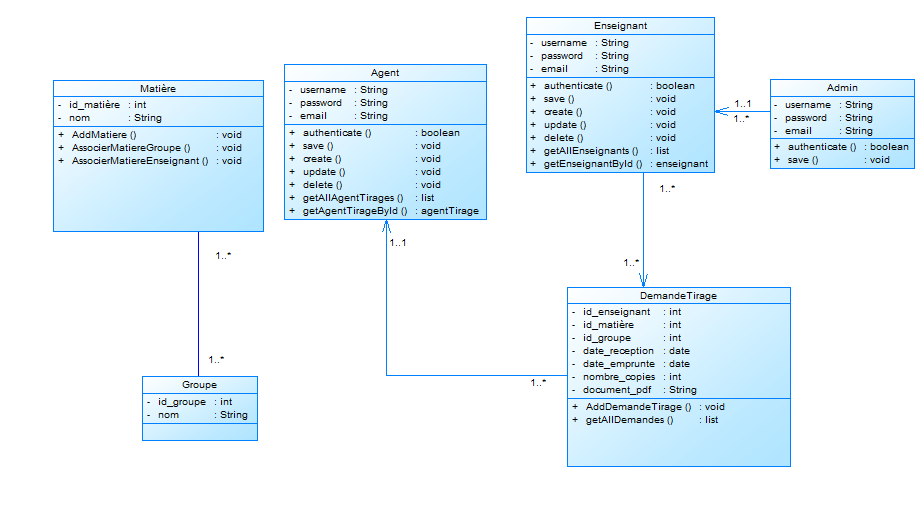 Matière
- id_matière : int
- nom : String
+ AddMatiere () : void
+ AssocierMatiereGroupe () : void
+ AssocierMatiereEnseignant () : void
1..*
1..*
Groupe
- id_groupe : int
- nom : String
Agent
- username : String
- password : String
- email : String
+ authenticate () : boolean
+ save () : void
+ create () : void
+ update () : void
+ delete () : void
+ getAllAgentTirages () : list
+ getAgentTirageById () : agentTirage
1..1
1..*
Enseignant
- username : String
- password : String
- email : String
+ authenticate () : boolean
+ save () : void
+ create () : void
+ update () : void
+ delete () : void
+ getAllEnseignants () : list
+ getEnseignantById () : enseignant
1..1
1..*
Admin
- username : String
- password : String
- email : String
+ authenticate () : boolean
+ save () : void
1..*
1..*
DemandeTirage
- id_enseignant : int
- id_matière : int
- id_groupe : int
- date_reception : date
- date_emprunte : date
- nombre_copies : int
- document_pdf : String
+ AddDemandeTirage () : void
+ getAllDemandes () : list